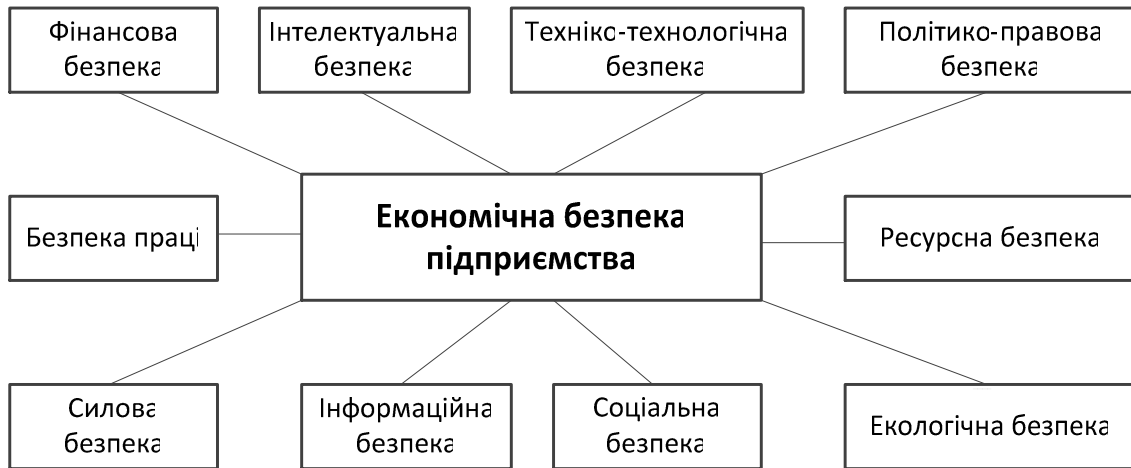 Фінансова
безпека
Інтелектуальна
безпека
Техніко-технологічна
безпека
Політико-правова
безпека
Безпека праці
Економічна безпека
підприємства
Ресурсна безпека
Силова
безпека
Інформаційна
безпека
Соціальна
безпека
Екологічна безпека